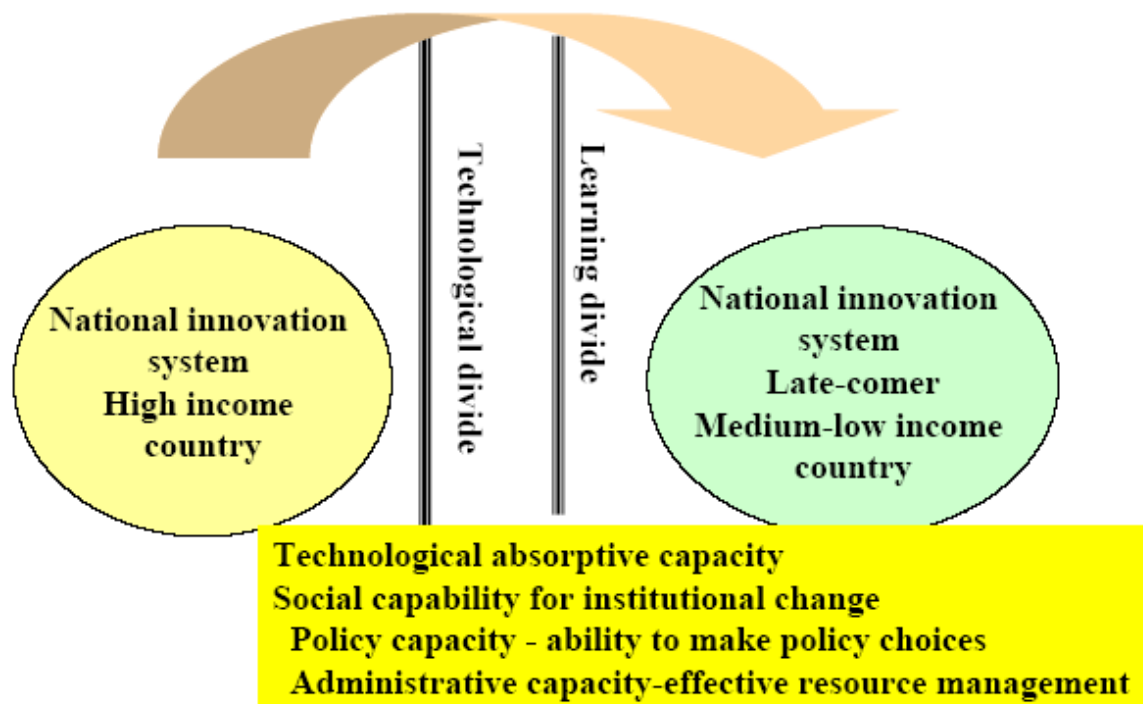 Technological divide
Learning divide
National innovation
system
High income
country
National innovation
system
Late-comer
Medium-low income
country
Technological absorptive capacity
Social capability for institutional change
Policy capacity - ability to make policy choices
Administrative capacity-effective resource management